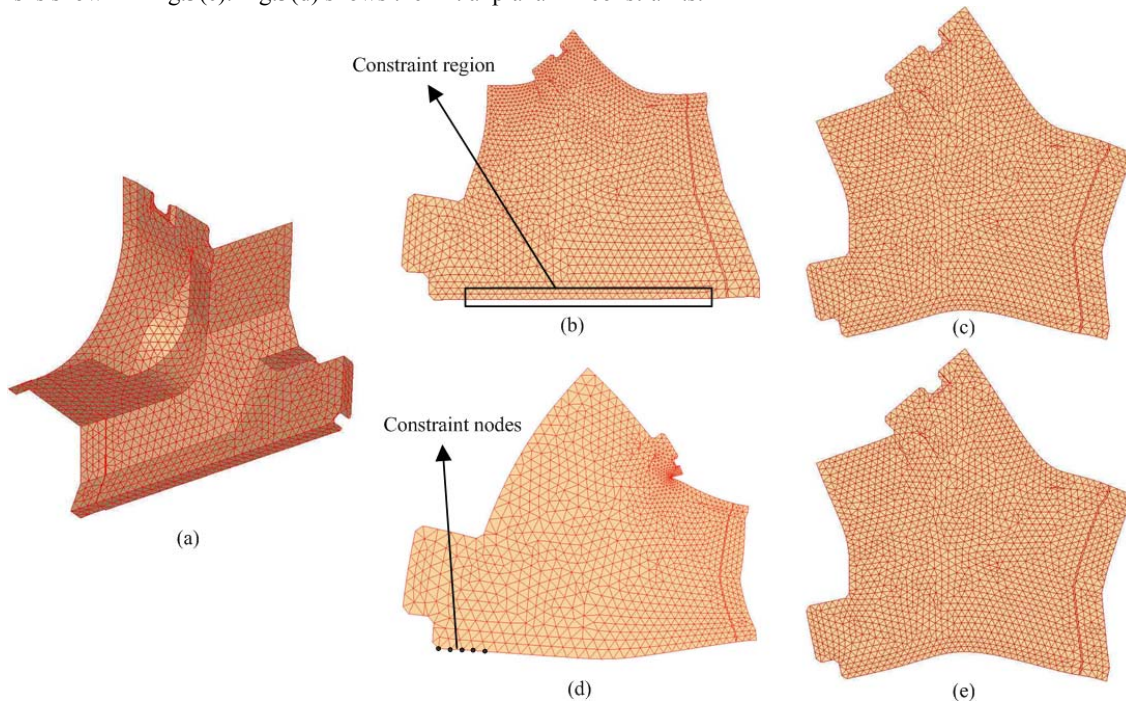 Constraint region
(b)
(c)
Constraint nodes
(a)
(d)
(e)